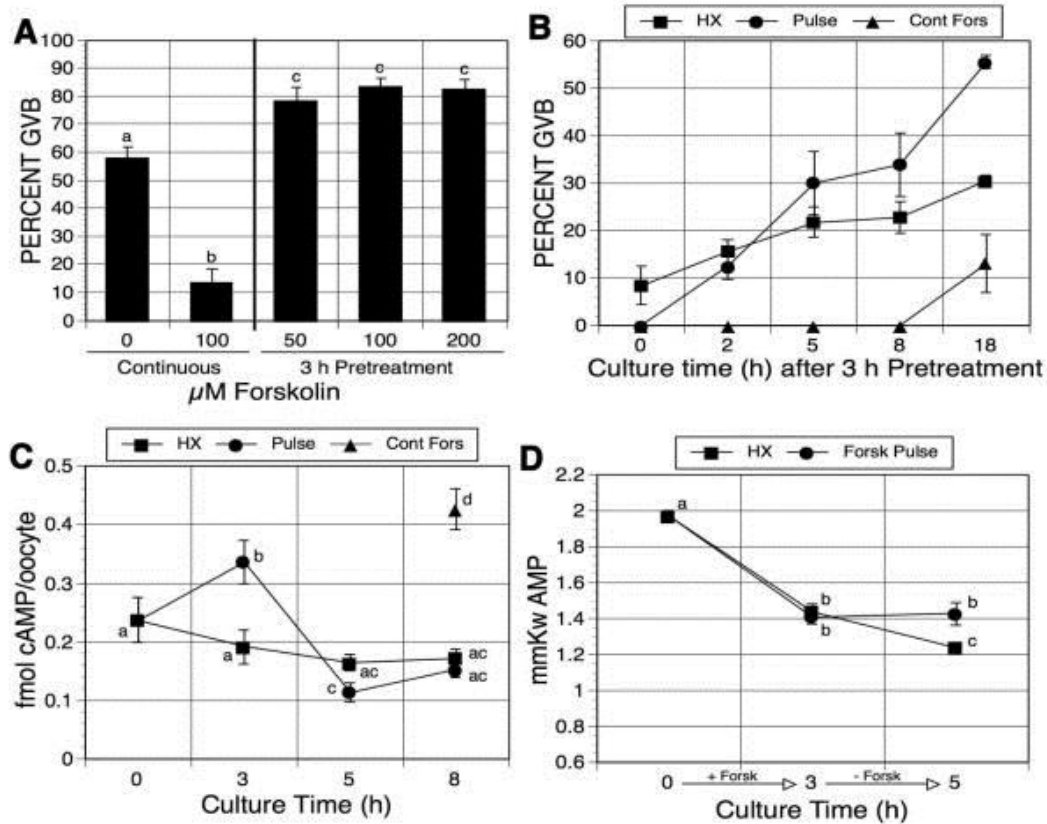 A
PERCENT GVB
100
90
80
70
60
50
40
30
20
10
0
a
b
c
c
c
0 100 50 100 200
Continuous 3 h Pretreatment
µM Forskolin
B
HX Pulse Cont Fors
PERCENT GVB
60
50
40
30
20
10
0
0 2 5 8 18
Culture time (h) after 3 h Pretreatment
C
HX Pulse Cont Fors
fmol cAMP/oocyte
0.5
0.4
0.3
0.2
0.1
0
a
b
a
ac
c
d
ac
ac
0 3 5 8
Culture Time (h)
D
HX Forsk Pulse
mmKw AMP
2.2
2
1.8
1.6
1.4
1.2
1
0.8
0.6
a
b
b
b
c
0 + Forsk 3 - Forsk 5
Culture Time (h)